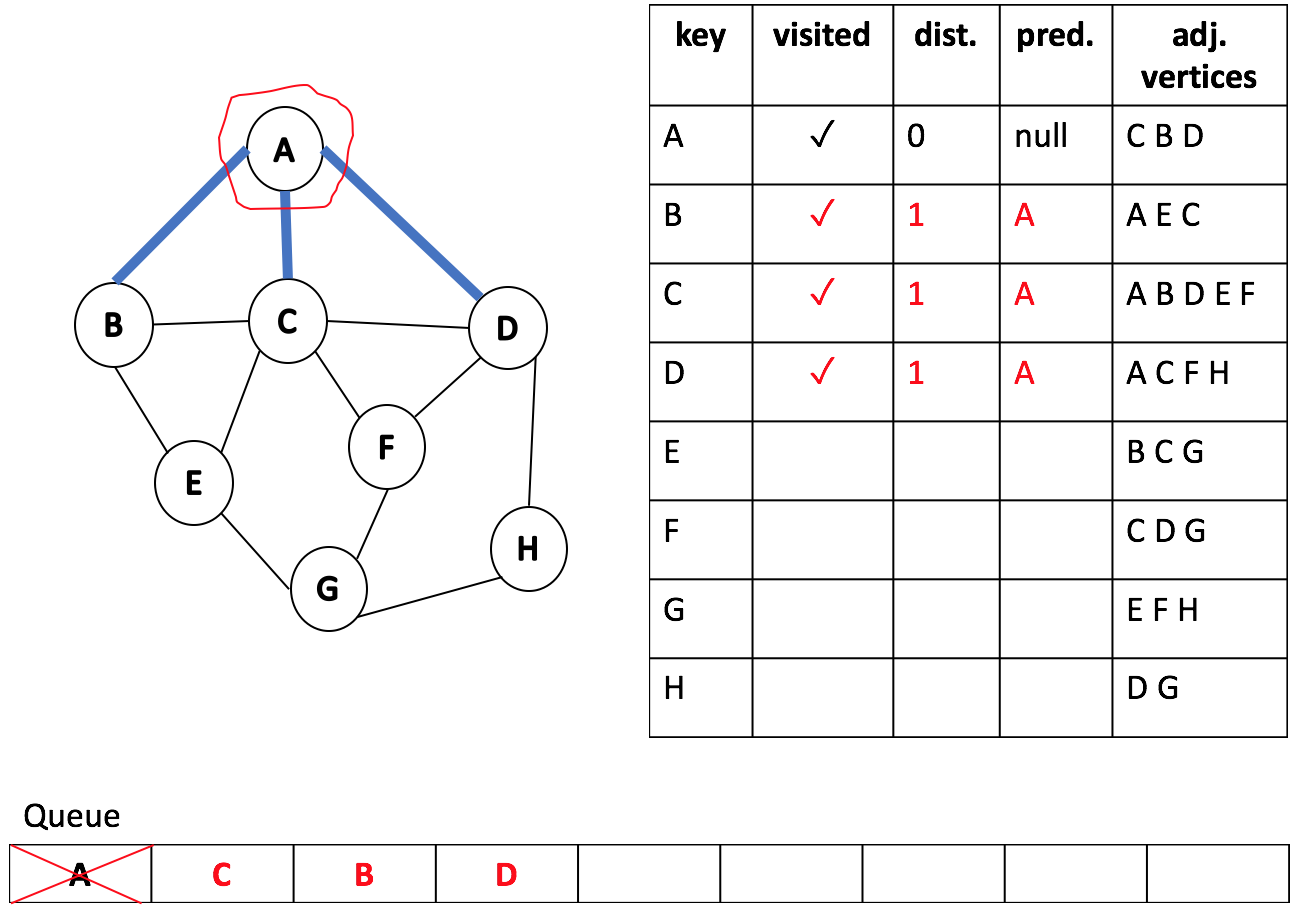 A
B
C
D
E
F
G
H
key visited dist. pred. adj. vertices
A ✓ 0 null C B D
B ✓ 1 A A E C
C ✓ 1 A A B D E F
D ✓ 1 A A C F H
E B C G
F C D G
G E F H
H D G
Queue
A C B D